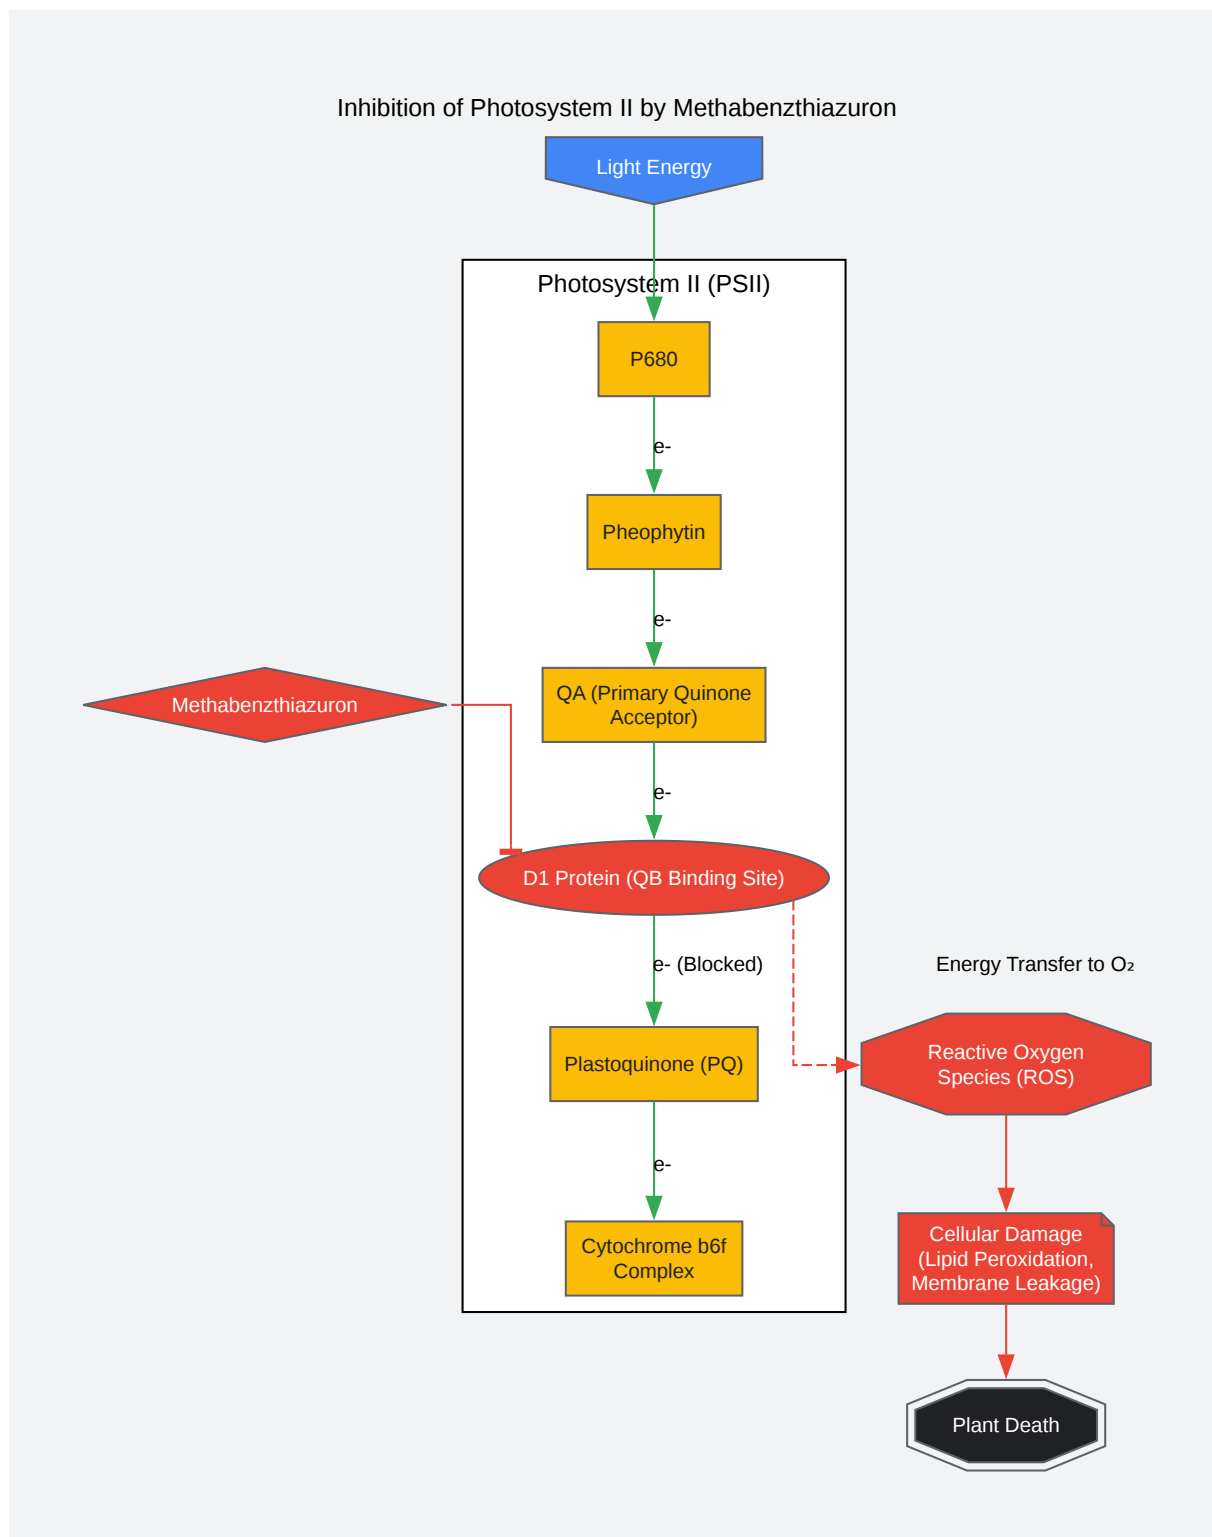 Inhibition of Photosystem II by Methabenzthiazuron
Light Energy
Photosystem II (PSII)
P680
e-
Pheophytin
e-
QA (Primary Quinone
Acceptor)
Methabenzthiazuron
e-
D1 Protein (QB Binding Site)
e- (Blocked)
Energy Transfer to O₂
Plastoquinone (PQ)
Reactive Oxygen
Species (ROS)
e-
Cytochrome b6f
Complex
Cellular Damage
(Lipid Peroxidation,
Membrane Leakage)
Plant Death